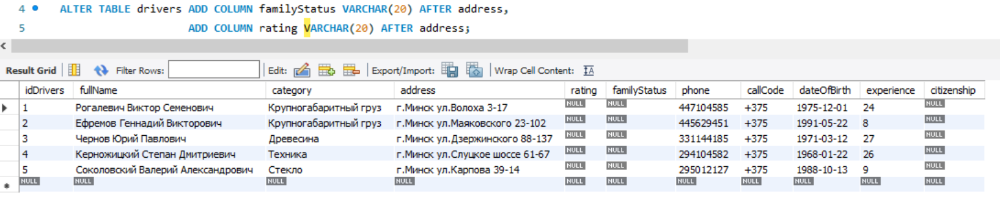 4 ALTER TABLE drivers ADD COLUMN familyStatus VARCHAR(20) AFTER address,
5 ADD COLUMN rating VARCHAR(20) AFTER address;
Result Grid Filter Rows: Edit: Export/Import: Wrap Cell Content:
idDrivers fullName category address rating familyStatus phone callCode dateOfBirth experience citizenship
1 Рогалевич Виктор Семенович Крупногабаритный груз г.Минск ул.Волоха 3-17 NULL NULL 447104585 +375 1975-12-01 24 NULL
2 Ефремов Геннадий Викторович Крупногабаритный груз г.Минск ул.Маяковского 23-102 NULL NULL 445629451 +375 1991-05-22 8 NULL
3 Чернов Юрий Павлович Древесина г.Минск ул.Дзержинского 88-137 NULL NULL 331144185 +375 1971-03-12 27 NULL
4 Керножицкий Степан Дмитриевич Техника г.Минск ул.Слуцкое шоссе 61-67 NULL NULL 294104582 +375 1968-01-22 26 NULL
5 Соколовский Валерий Александрович Стекло г.Минск ул.Карпова 39-14 NULL NULL 295012127 +375 1988-10-13 9 NULL
NULL NULL NULL NULL NULL NULL NULL NULL NULL NULL NULL